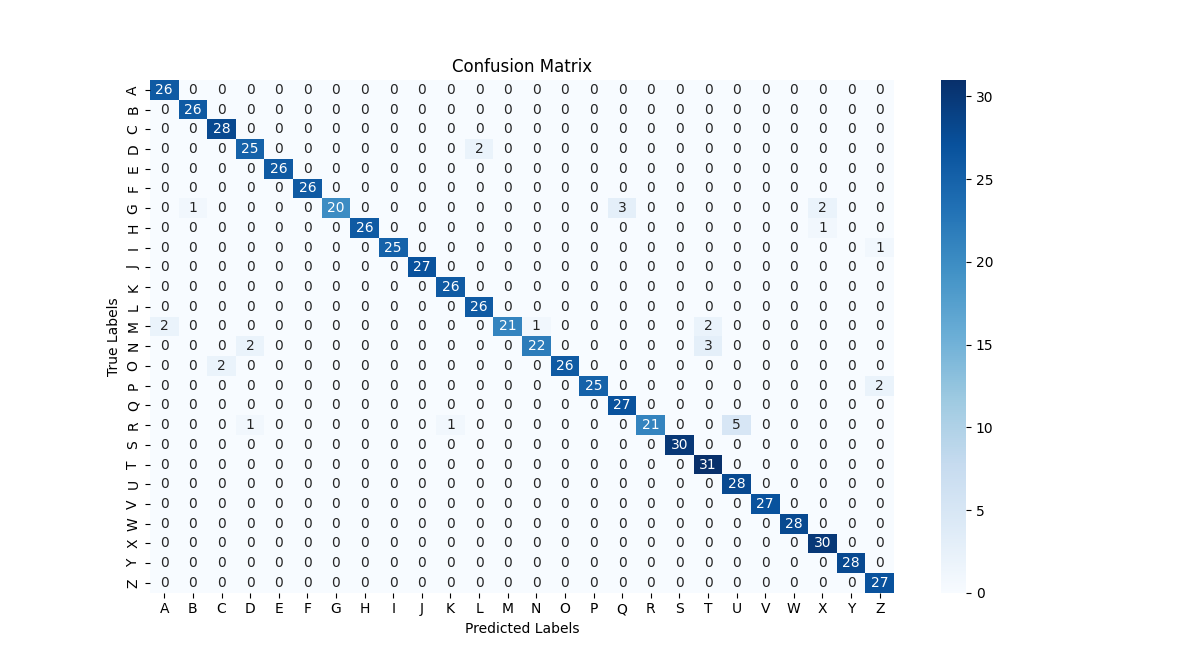 Confusion Matrix
A 26 0 0 0 0 0 0 0 0 0 0 0 0 0 0 0 0 0 0 0 0 0 0 0 0 0
B 0 26 0 0 0 0 0 0 0 0 0 0 0 0 0 0 0 0 0 0 0 0 0 0 0 0
C 0 0 28 0 0 0 0 0 0 0 0 0 0 0 0 0 0 0 0 0 0 0 0 0 0 0
D 0 0 0 25 0 0 0 0 0 0 0 2 0 0 0 0 0 0 0 0 0 0 0 0 0 0
E 0 0 0 0 26 0 0 0 0 0 0 0 0 0 0 0 0 0 0 0 0 0 0 0 0 0
F 0 0 0 0 0 26 0 0 0 0 0 0 0 0 0 0 0 0 0 0 0 0 0 0 0 0
G 0 1 0 0 0 0 20 0 0 0 0 0 0 0 0 0 3 0 0 0 0 0 0 2 0 0
H 0 0 0 0 0 0 0 26 0 0 0 0 0 0 0 0 0 0 0 0 0 0 0 1 0 0
I 0 0 0 0 0 0 0 0 25 0 0 0 0 0 0 0 0 0 0 0 0 0 0 0 0 1
J 0 0 0 0 0 0 0 0 0 27 0 0 0 0 0 0 0 0 0 0 0 0 0 0 0 0
K 0 0 0 0 0 0 0 0 0 0 26 0 0 0 0 0 0 0 0 0 0 0 0 0 0 0
L 0 0 0 0 0 0 0 0 0 0 0 26 0 0 0 0 0 0 0 0 0 0 0 0 0 0
M 2 0 0 0 0 0 0 0 0 0 0 0 21 1 0 0 0 0 0 2 0 0 0 0 0 0
N 0 0 0 2 0 0 0 0 0 0 0 0 0 22 0 0 0 0 0 3 0 0 0 0 0 0
O 0 0 2 0 0 0 0 0 0 0 0 0 0 0 26 0 0 0 0 0 0 0 0 0 0 0
P 0 0 0 0 0 0 0 0 0 0 0 0 0 0 0 25 0 0 0 0 0 0 0 0 0 2
Q 0 0 0 0 0 0 0 0 0 0 0 0 0 0 0 0 27 0 0 0 0 0 0 0 0 0
R 0 0 0 1 0 0 0 0 0 0 1 0 0 0 0 0 0 21 0 0 5 0 0 0 0 0
S 0 0 0 0 0 0 0 0 0 0 0 0 0 0 0 0 0 0 30 0 0 0 0 0 0 0
T 0 0 0 0 0 0 0 0 0 0 0 0 0 0 0 0 0 0 0 31 0 0 0 0 0 0
U 0 0 0 0 0 0 0 0 0 0 0 0 0 0 0 0 0 0 0 0 28 0 0 0 0 0
V 0 0 0 0 0 0 0 0 0 0 0 0 0 0 0 0 0 0 0 0 0 27 0 0 0 0
W 0 0 0 0 0 0 0 0 0 0 0 0 0 0 0 0 0 0 0 0 0 0 28 0 0 0
X 0 0 0 0 0 0 0 0 0 0 0 0 0 0 0 0 0 0 0 0 0 0 0 30 0 0
Y 0 0 0 0 0 0 0 0 0 0 0 0 0 0 0 0 0 0 0 0 0 0 0 0 28 0
Z 0 0 0 0 0 0 0 0 0 0 0 0 0 0 0 0 0 0 0 0 0 0 0 0 0 27
A B C D E F G H I J K L M N O P Q R S T U V W X Y Z
Predicted Labels
True Labels
30
25
20
15
10
5
0